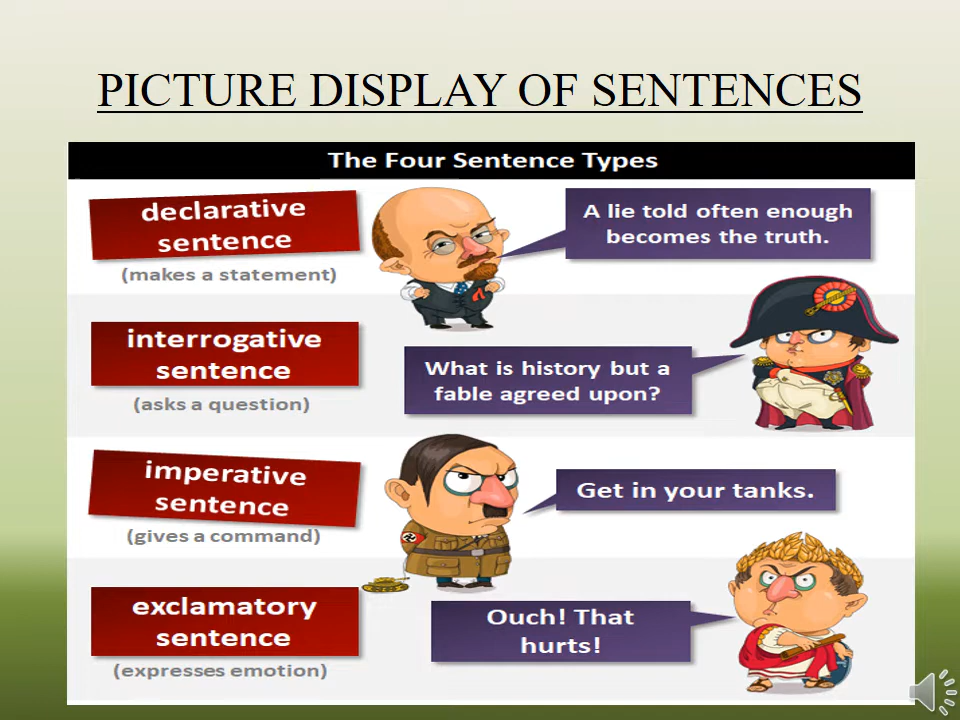 PICTURE DISPLAY OF SENTENCES
The Four Sentence Types
declarative
sentence
(makes a statement)
A lie told often enough
becomes the truth.
interrogative
sentence
(asks a question)
What is history but a
fable agreed upon?
imperative
sentence
(gives a command)
Get in your tanks.
exclamatory
sentence
(expresses emotion)
Ouch! That
hurts!